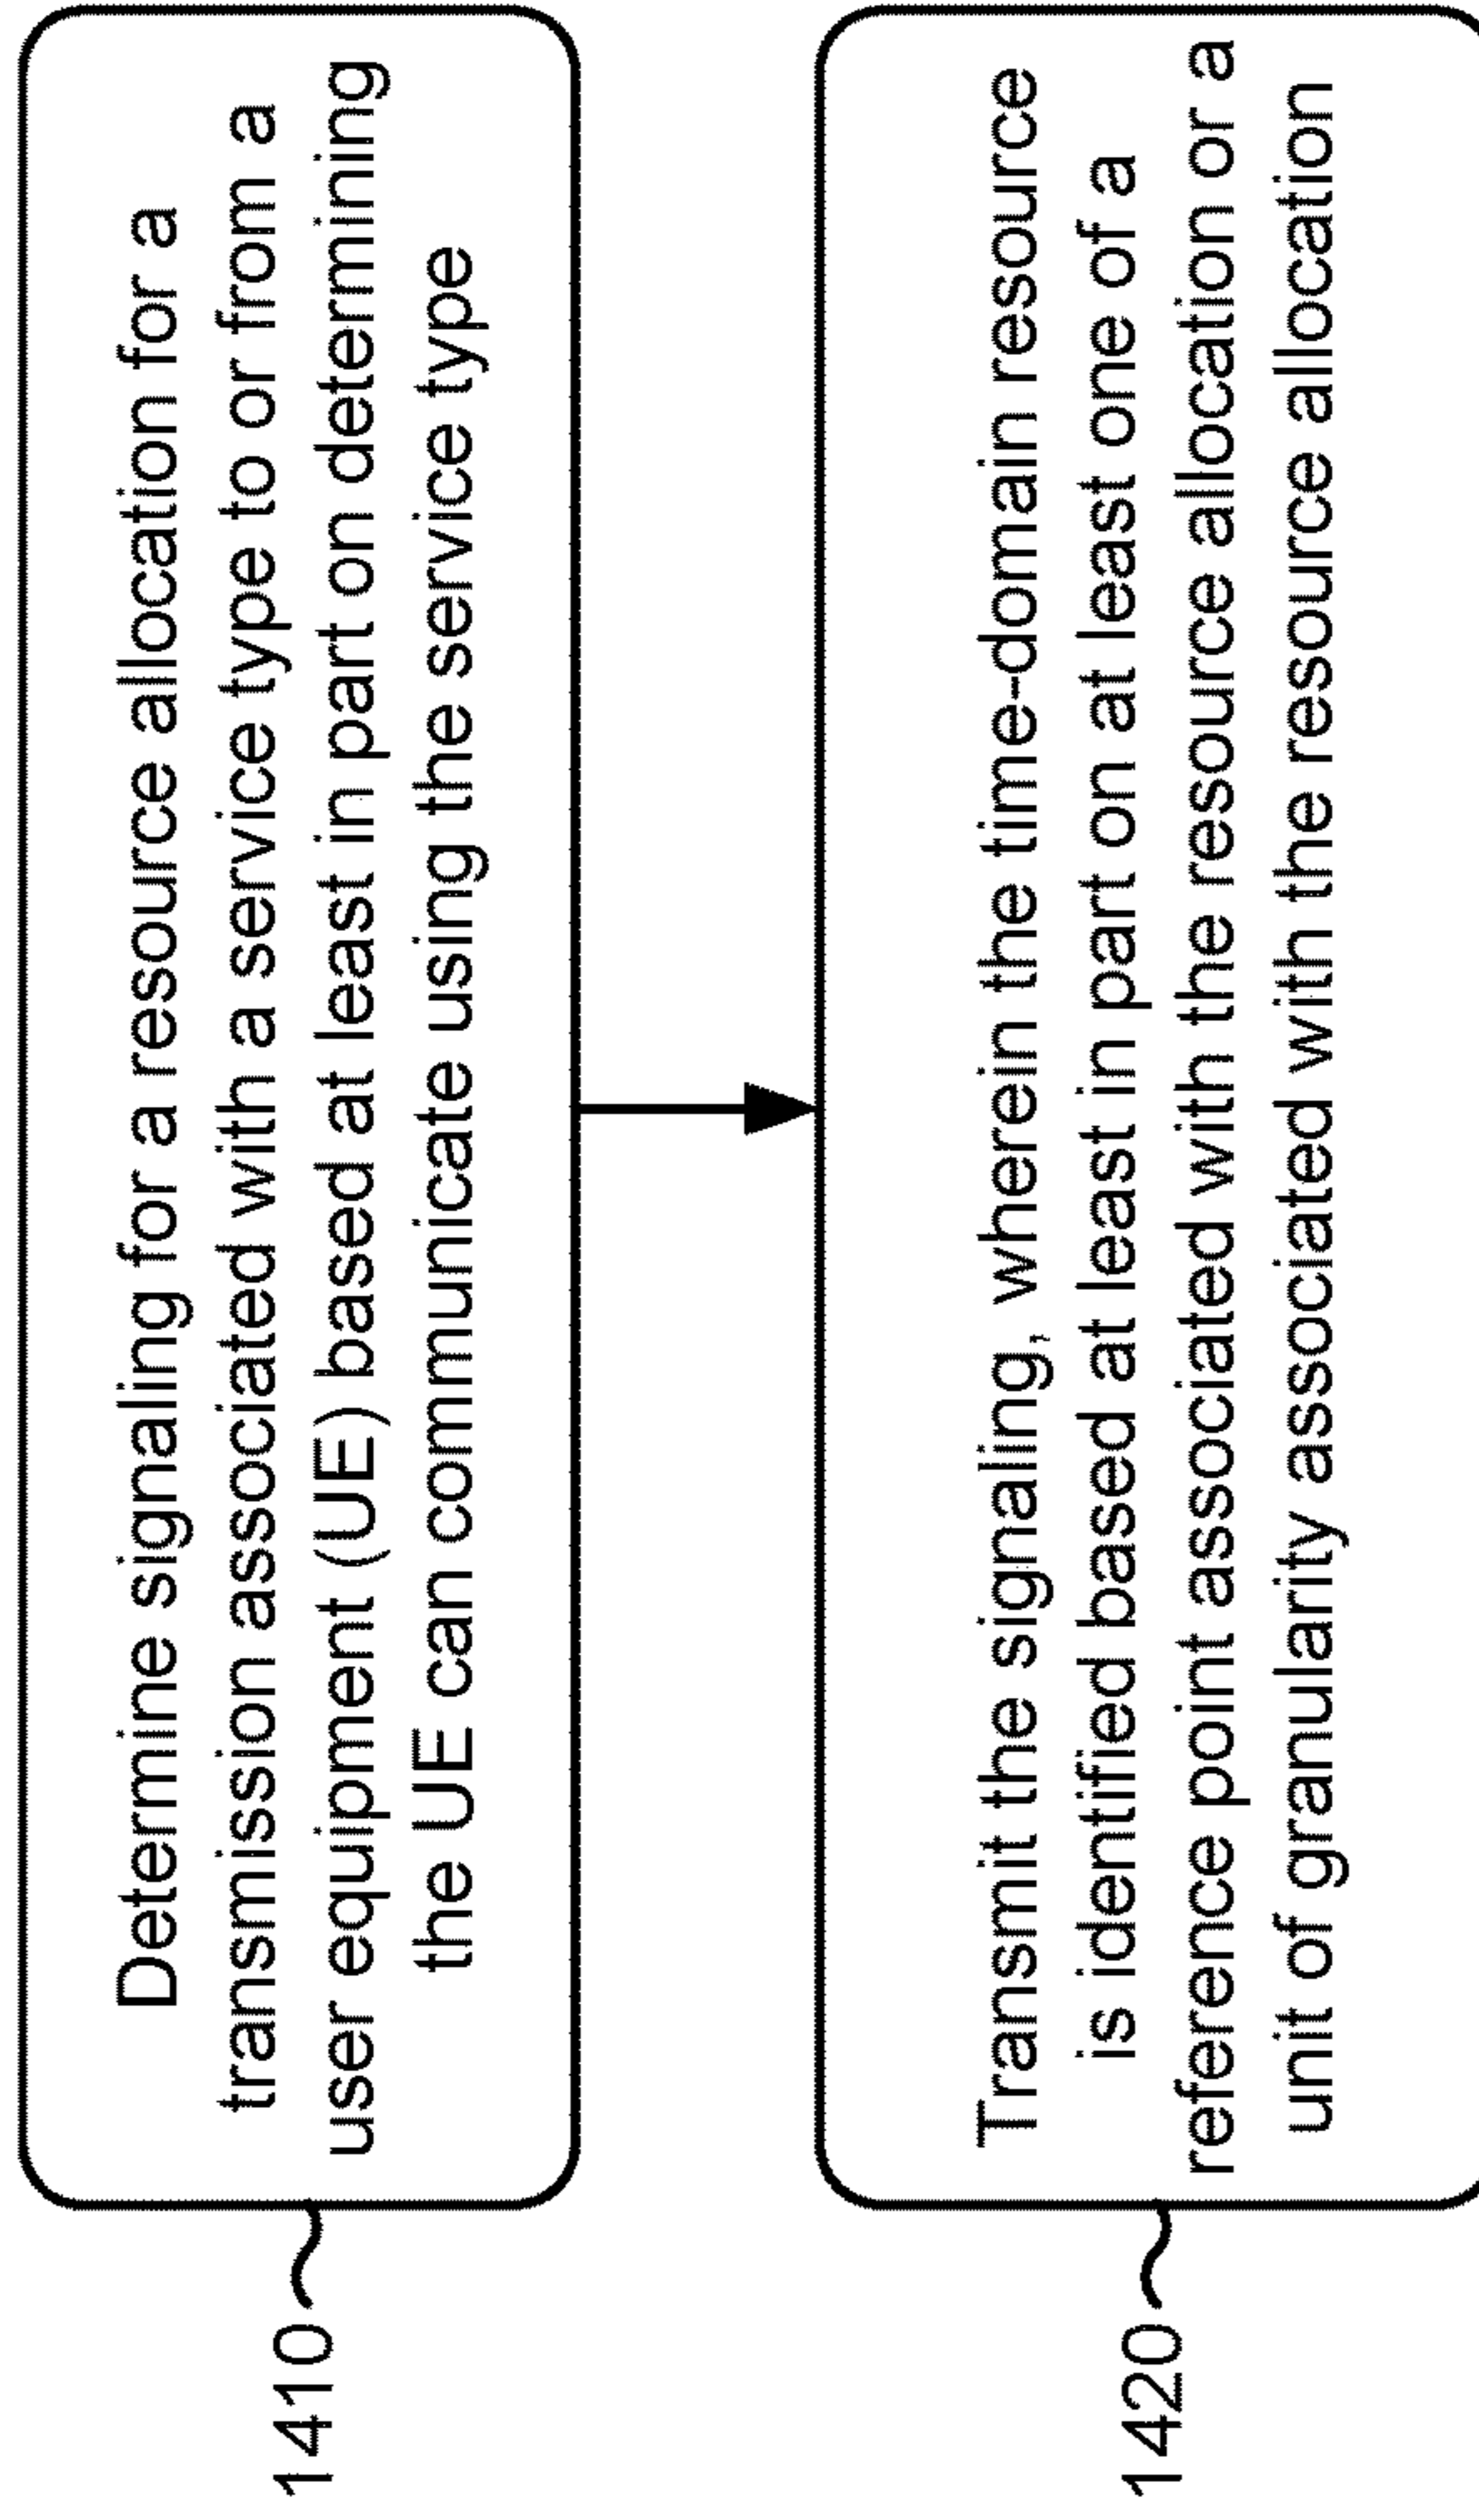 1410
Determine signaling for a resource allocation for a
transmission associated with a service type to or from a
user equipment (UE) based at least in part on determining
the UE can communicate using the service type
1420
Transmit the signaling, wherein the time-domain resource
is identified based at least in part on at least one of a
reference point associated with the resource allocation or a
unit of granularity associated with the resource allocation